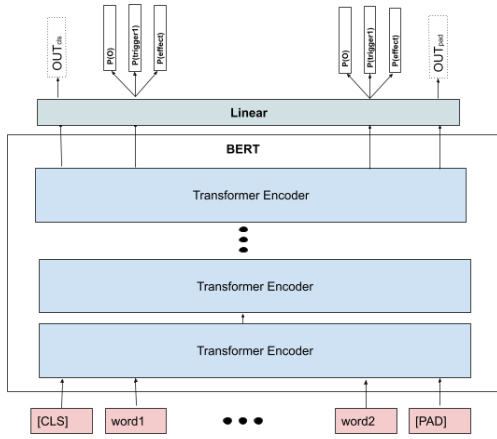 OUTcls P(O) P(trigger1) P(effect) P(O) P(trigger1) P(effect) OUTpad
Linear
BERT
Transformer Encoder
Transformer Encoder
Transformer Encoder
[CLS] word1 word2 [PAD]